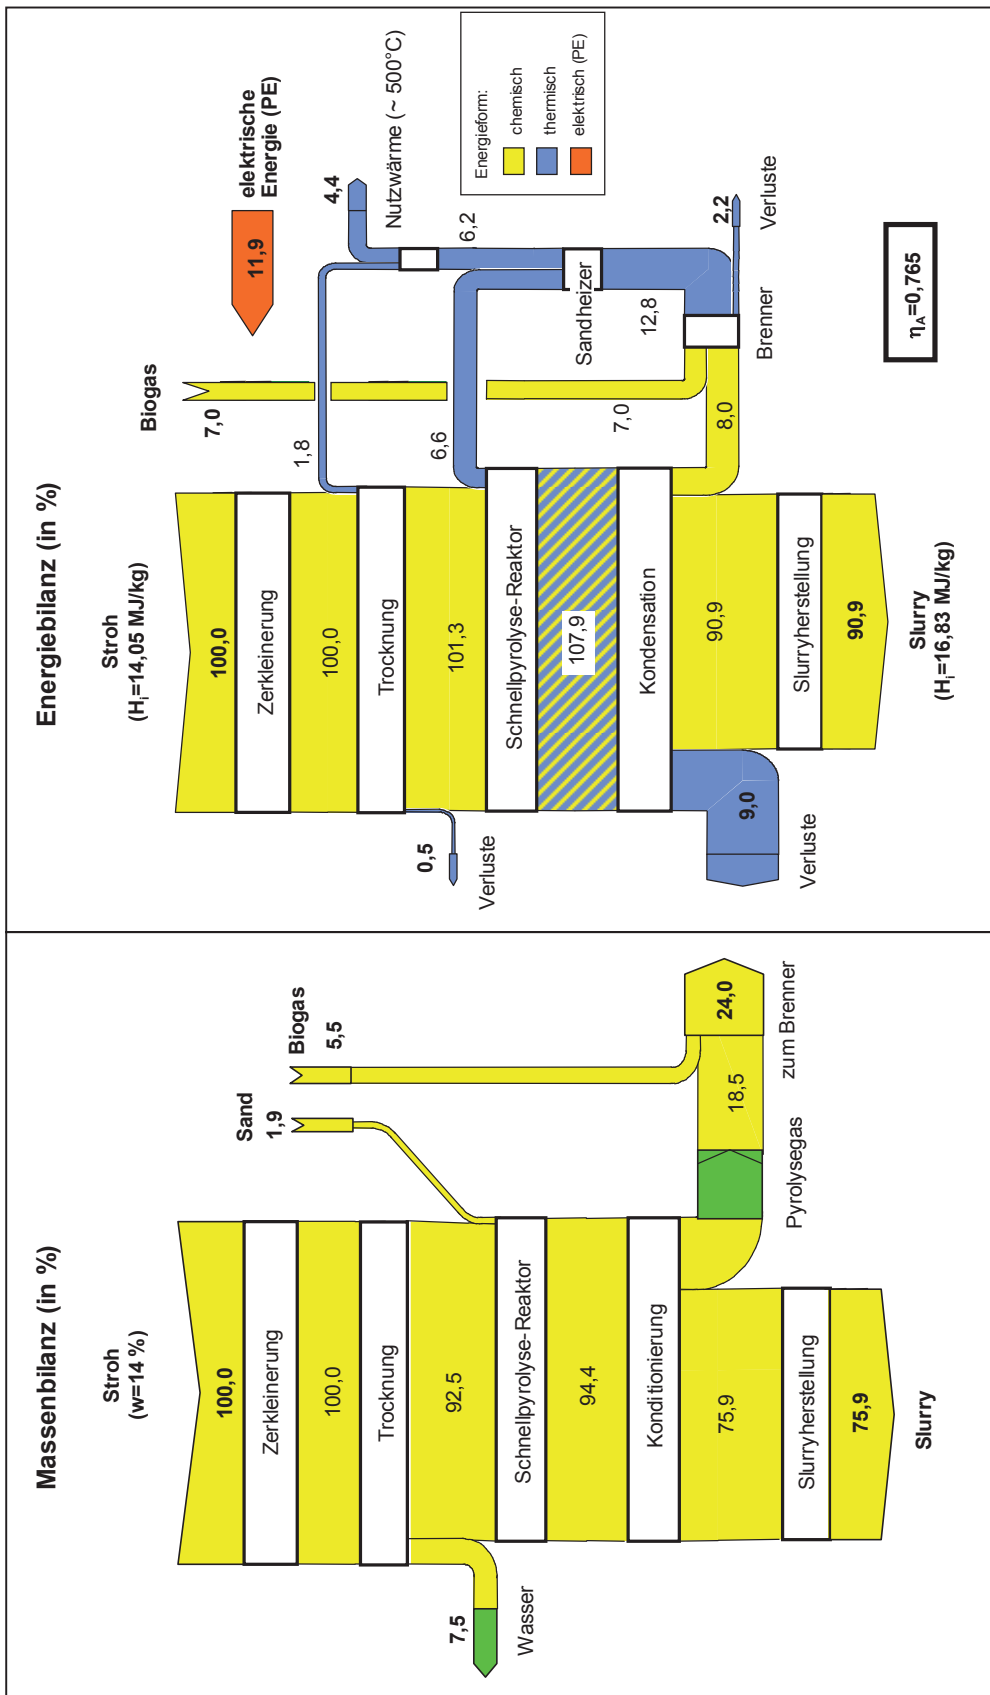 Massenbilanz (in %)
Stroh
(w=14 %)
100,0
Zerkleinerung
100,0
Trocknung
7,5
Wasser
92,5
Sand
1,9
Biogas
5,5
Schnellpyrolyse-Reaktor
94,4
Konditionierung
75,9
18,5
24,0
Pyrolysegas
zum Brenner
Slurryherstellung
75,9
Slurry
Energiebilanz (in %)
Stroh
(Hi=14,05 MJ/kg)
100,0
Zerkleinerung
100,0
Trocknung
0,5
Verluste
101,3
Schnellpyrolyse-Reaktor
107,9
Kondensation
9,0
Verluste
90,9
Slurryherstellung
90,9
Slurry
(Hi=16,83 MJ/kg)
Biogas
7,0
1,8
6,6
7,0
8,0
elektrische
Energie (PE)
11,9
4,4
Nutzwärme (~ 500°C)
6,2
Sandheizer
12,8
Brenner
2,2
Verluste
Energieform:
chemisch
thermisch
elektrisch (PE)
ηA=0,765